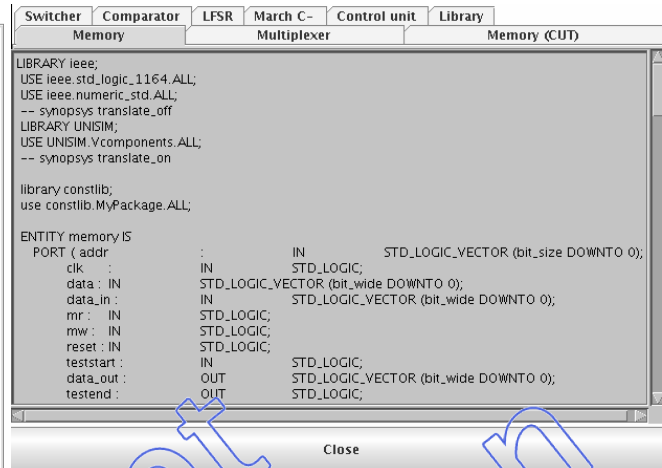 Switcher Comparator LFSR March C- Control unit Library
Memory Multiplexer Memory (CUT)
LIBRARY ieee;
USE ieee.std_logic_1164.ALL;
USE ieee.numeric_std.ALL;
-- synopsys translate_off
LIBRARY UNISIM;
USE UNISIM.Vcomponents.ALL;
-- synopsys translate_on
library constlib;
use constlib.MyPackage.ALL;
ENTITY memory IS
PORT ( addr : IN STD_LOGIC_VECTOR (bit_size DOWNTO 0);
clk : IN STD_LOGIC;
data : IN STD_LOGIC_VECTOR (bit_wide DOWNTO 0);
data_in : IN STD_LOGIC_VECTOR (bit_wide DOWNTO 0);
mr : IN STD_LOGIC;
mw : IN STD_LOGIC;
reset : IN STD_LOGIC;
teststart : IN STD_LOGIC;
data_out : OUT STD_LOGIC_VECTOR (bit_wide DOWNTO 0);
testend : OUT STD_LOGIC;
Close